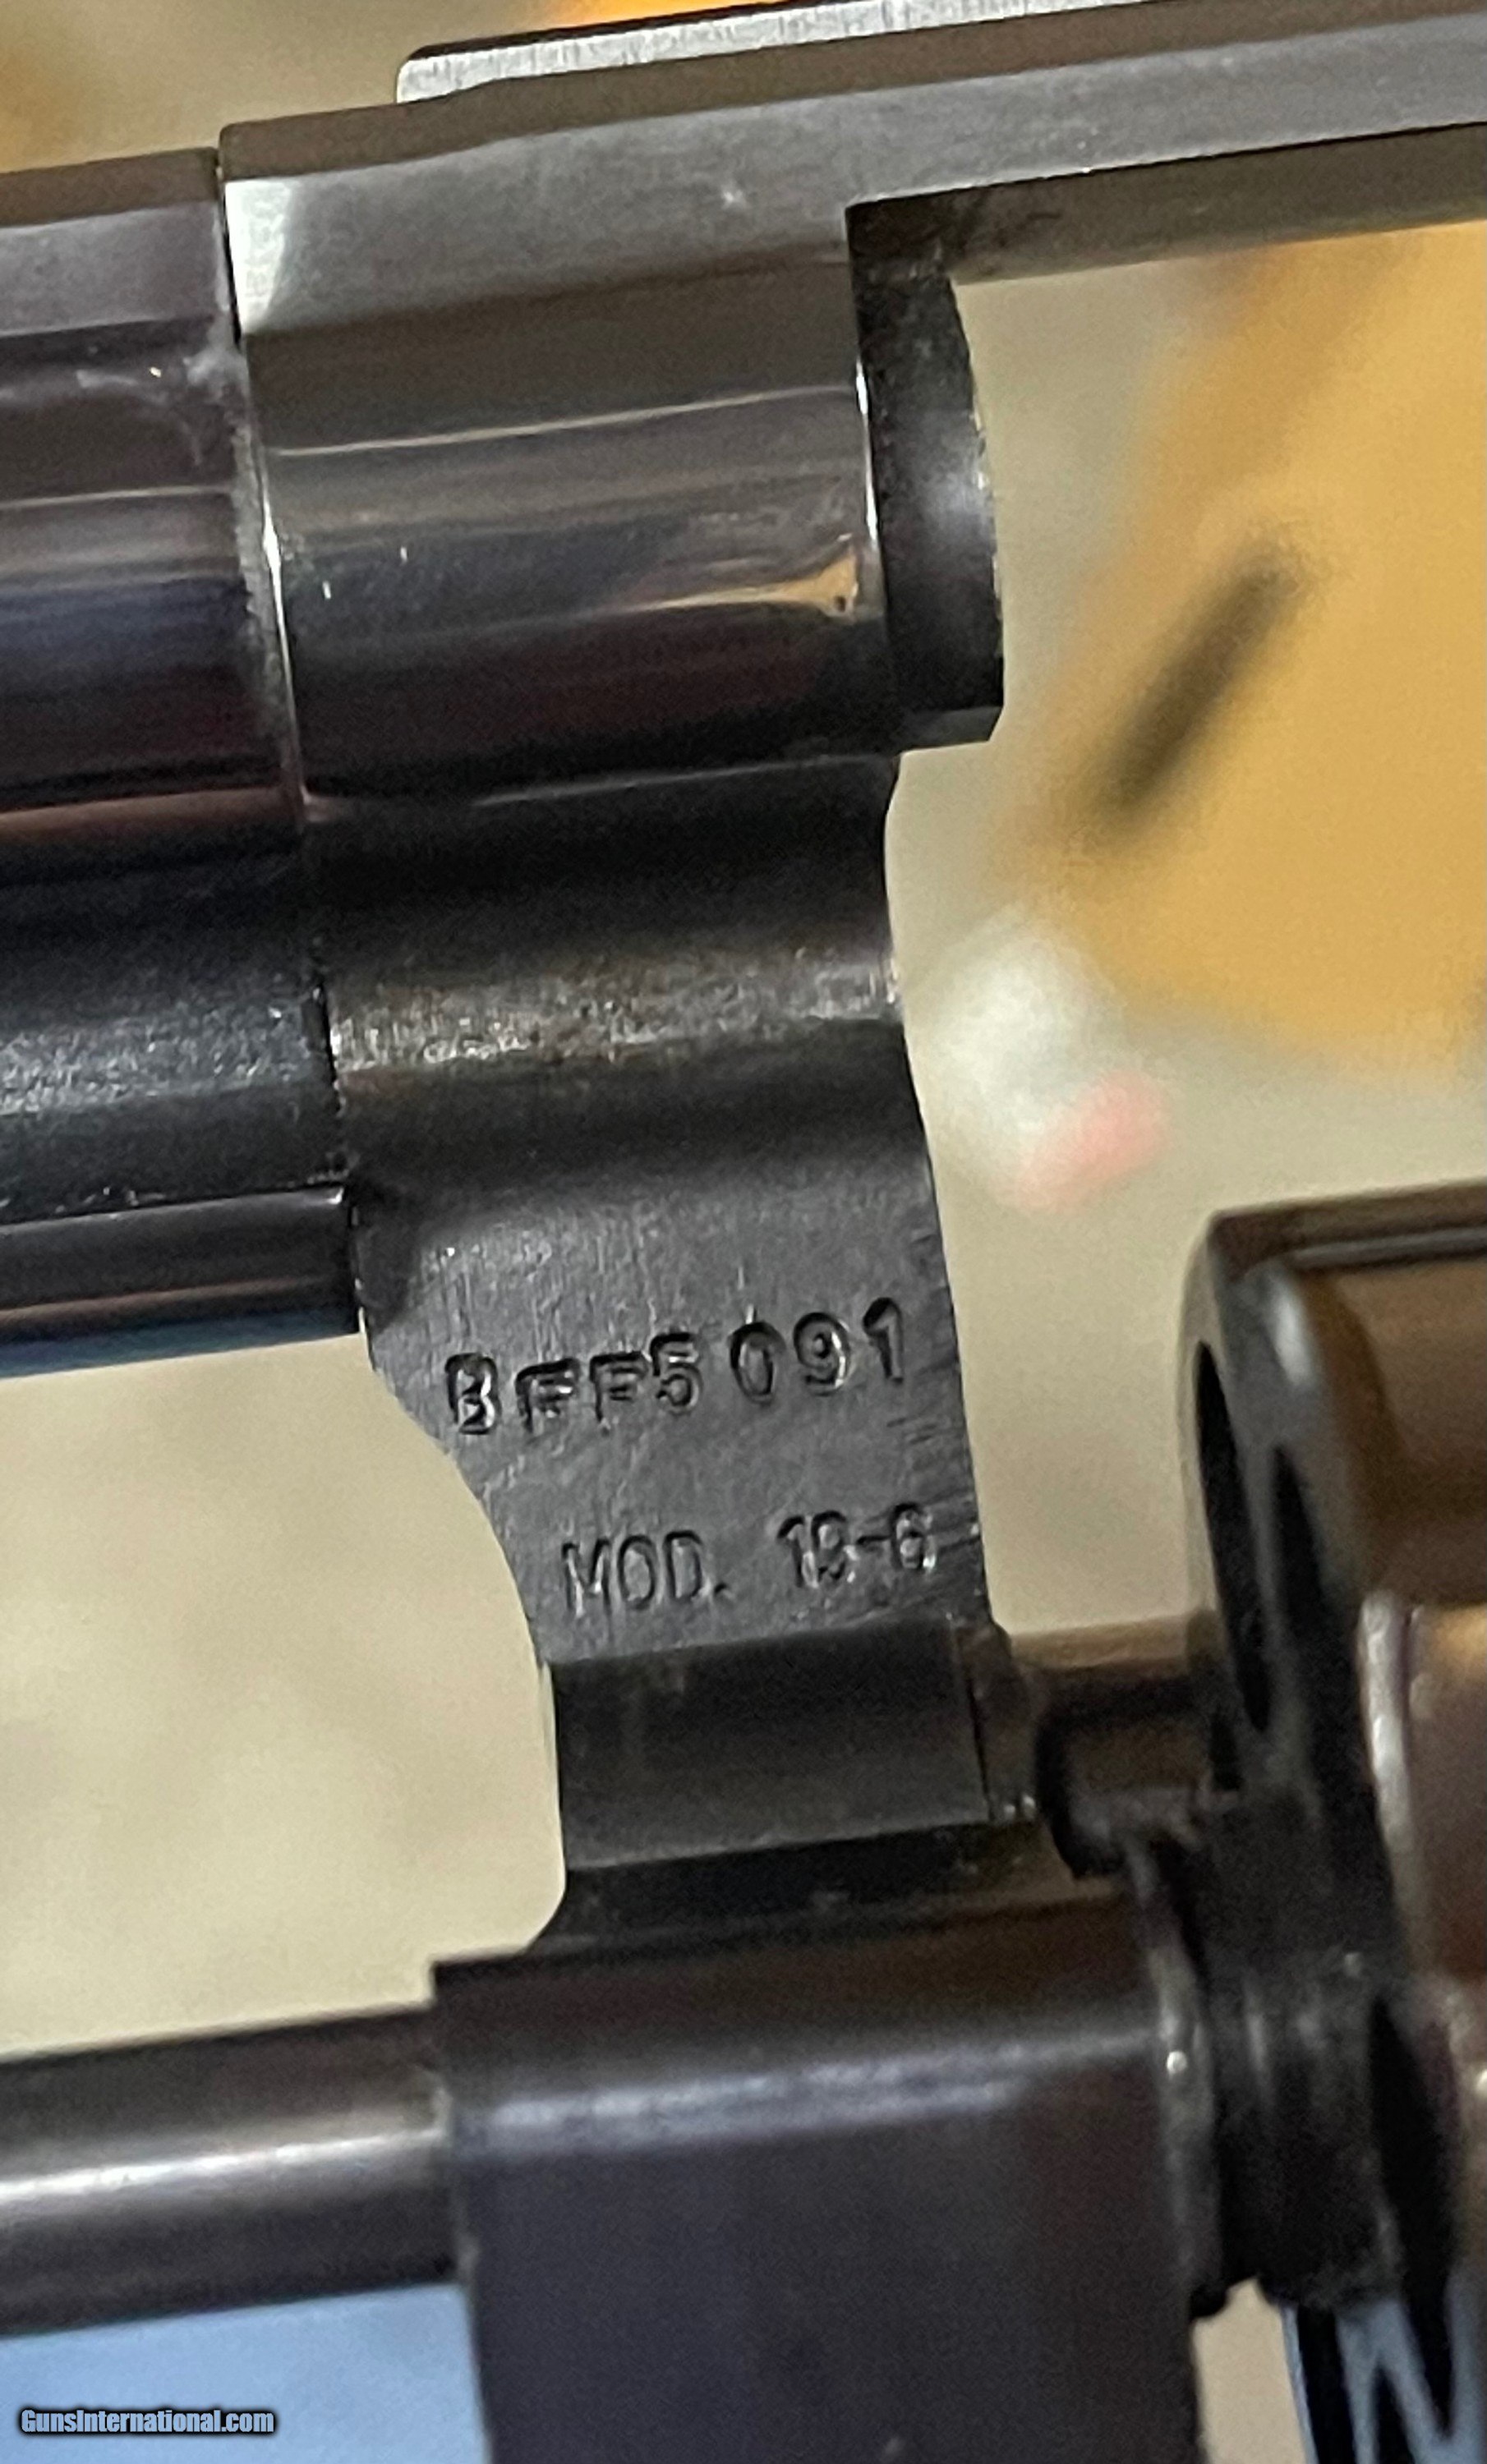 BFF5091
MOD. 19-6
GunsInternational.com